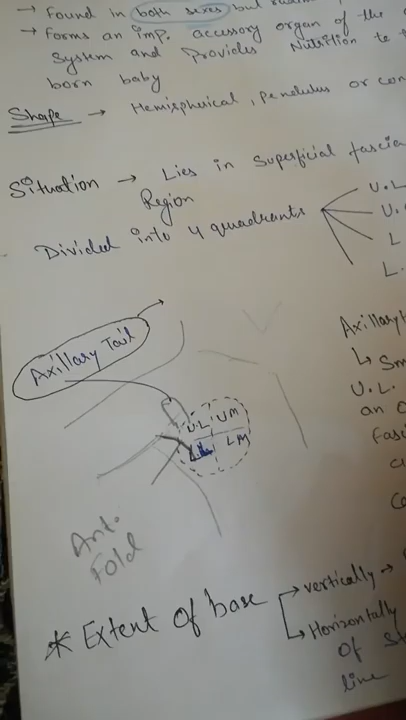 → Found in both sexes but
→ Forms an imp. accessory organ of the
System and Provides Nutrition to
born baby
Shape → Hemispherical, Pendulus or
Situation → Lies in Superficial fascia
Region
Divided into 4 quadrants
U.L
U.
L
L.
Axillary Tail
Axillary
↳ Sm
U.L.
an
fasc
U.L UM
LM
Ant.
Fold
* Extent of base → vertically →
↳ Horizontally
of st
line